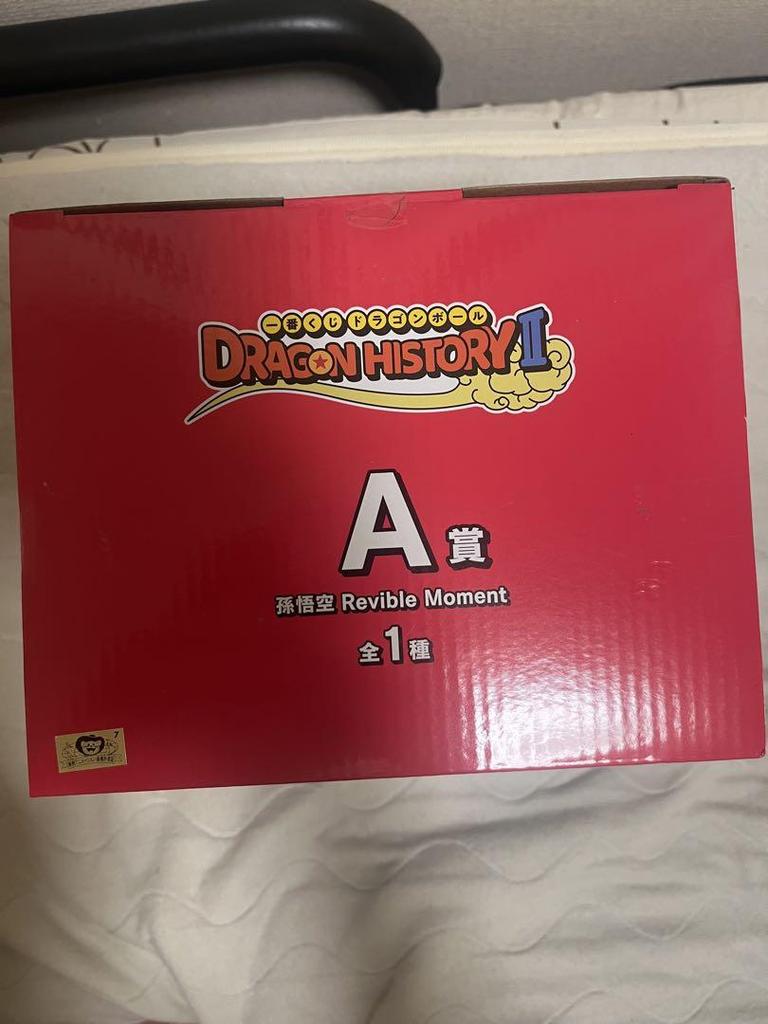 一番くじ ドラゴンボール
DRAGON HISTORY II
A賞
孫悟空 Revible Moment
全1種
7